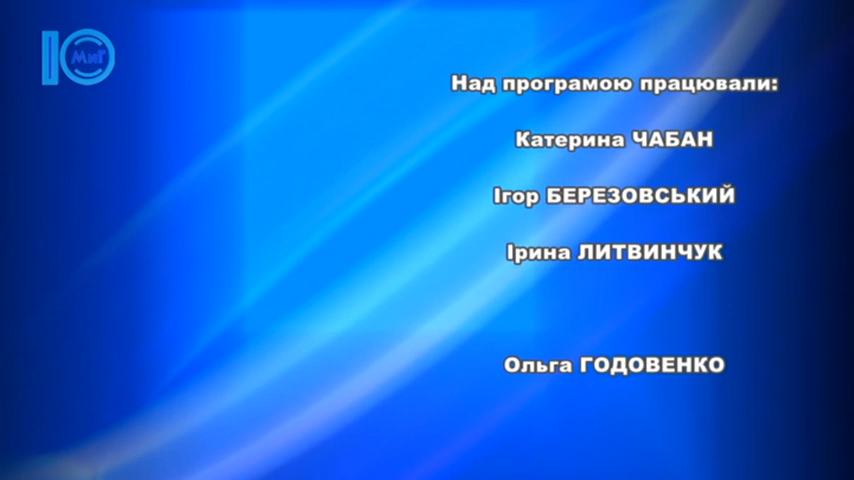 МиГ
Над програмою працювали:
Катерина ЧАБАН
Ігор БЕРЕЗОВСЬКИЙ
Ірина ЛИТВИНЧУК
Ольга ГОДОВЕНКО